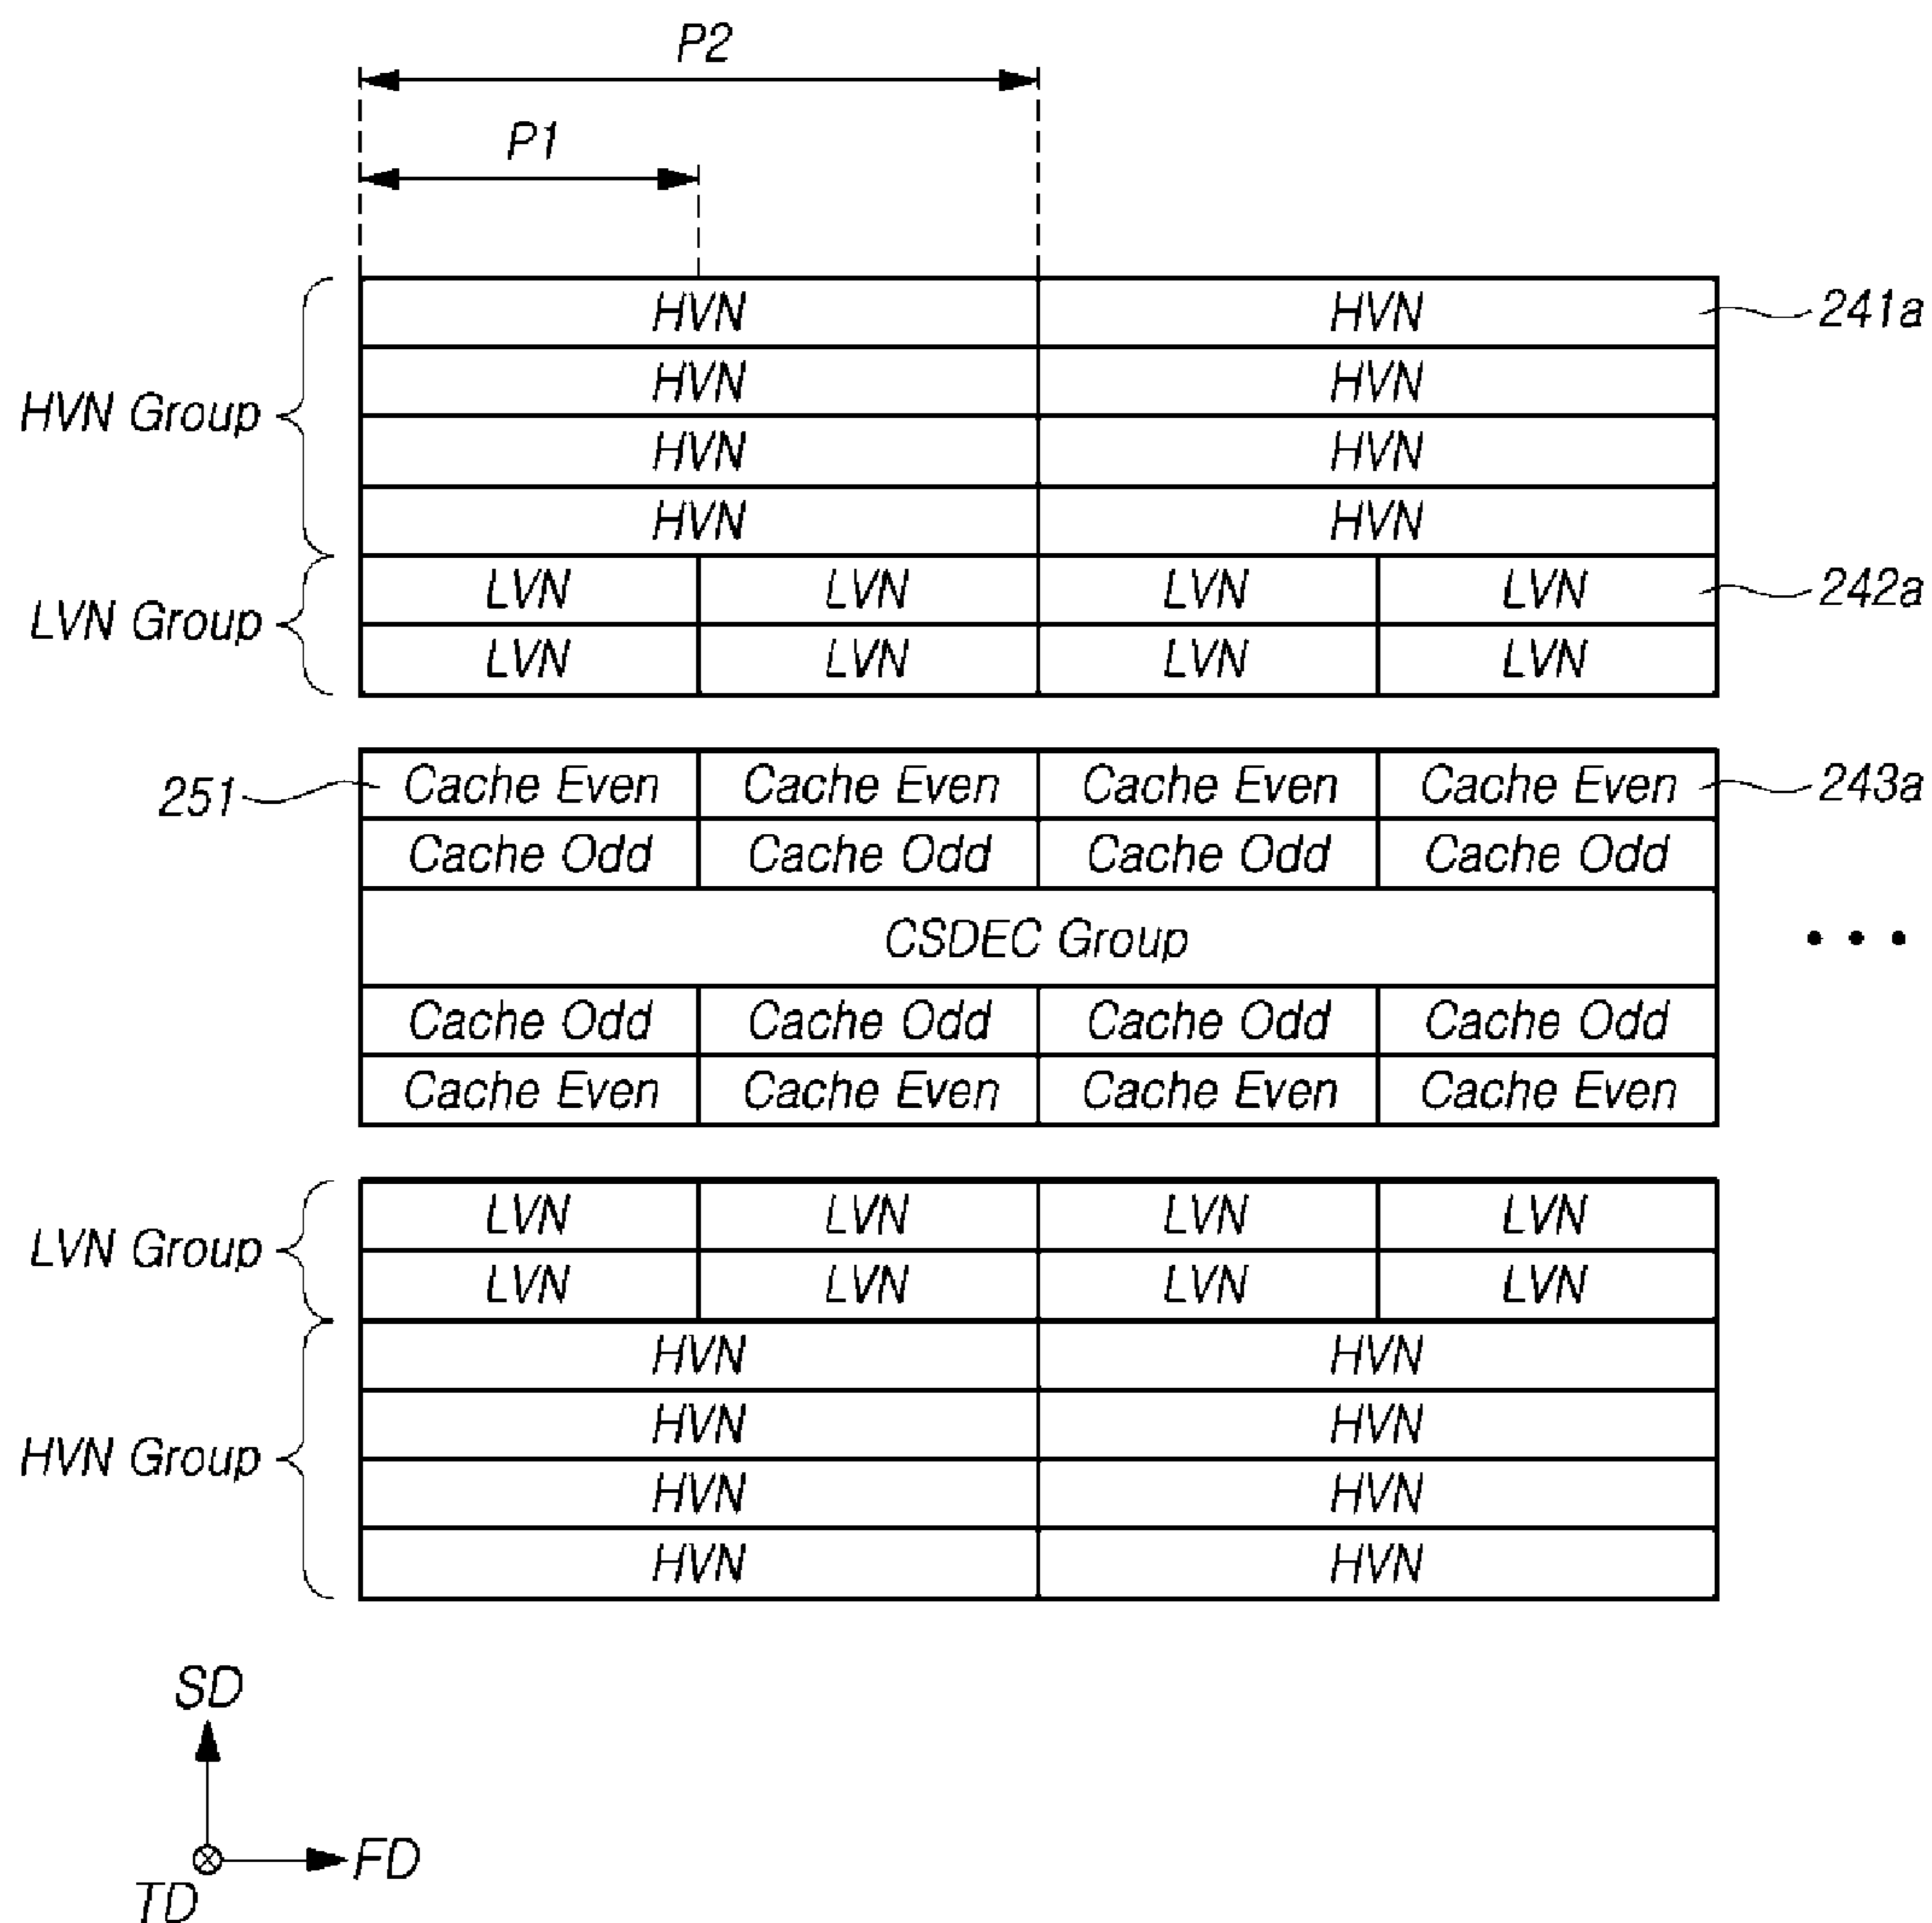 P2
P1
HVN HVN 241a
HVN HVN
HVN Group
HVN HVN
HVN HVN
LVN LVN LVN LVN 242a
LVN Group
LVN LVN LVN LVN
251 Cache Even Cache Even Cache Even Cache Even 243a
Cache Odd Cache Odd Cache Odd Cache Odd
CSDEC Group • • •
Cache Odd Cache Odd Cache Odd Cache Odd
Cache Even Cache Even Cache Even Cache Even
LVN LVN LVN LVN
LVN Group
LVN LVN LVN LVN
HVN HVN
HVN HVN
HVN Group
HVN HVN
HVN HVN
SD
FD
TD